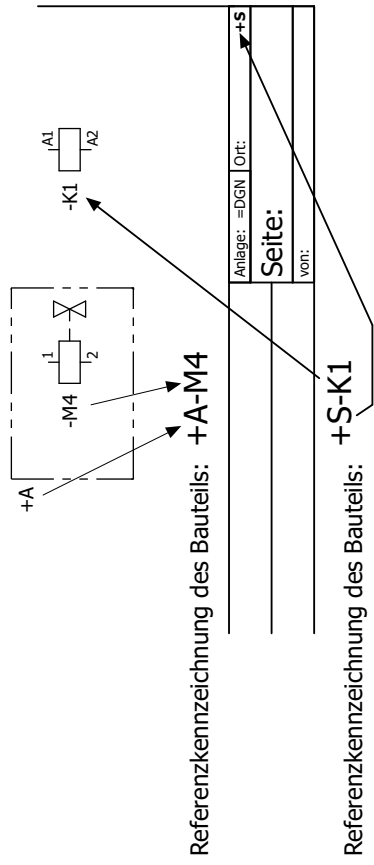 +A
-M4
1
2
-K1
A1
A2
Referenzkennzeichnung des Bauteils: +A-M4
Anlage: =DGN
Ort: +S
Seite:
von:
Referenzkennzeichnung des Bauteils: +S-K1